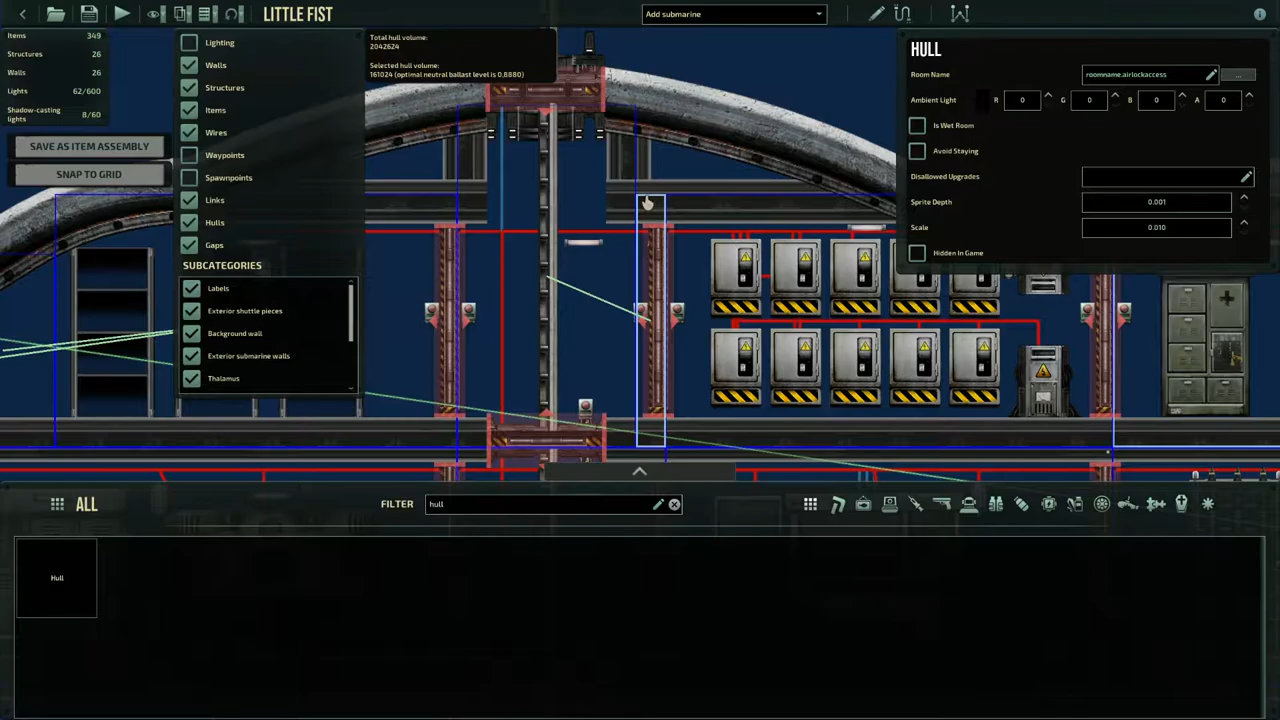 LITTLE FIST
Add submarine
Items 349
Structures 26
Walls 26
Lights 62/600
Shadow-casting lights 8/60
SAVE AS ITEM ASSEMBLY
SNAP TO GRID
Lighting
Walls
Structures
Items
Wires
Waypoints
Spawnpoints
Links
Hulls
Gaps
SUBCATEGORIES
Labels
Exterior shuttle pieces
Background wall
Exterior submarine walls
Thalamus
Total hull volume:
2042624
Selected hull volume:
161024 (optimal neutral ballast level is 0,8880)
HULL
Room Name roomname.airlockaccess ...
Ambient Light R 0 G 0 B 0 A 0
Is Wet Room
Avoid Staying
Disallowed Upgrades
Sprite Depth 0.001
Scale 0.010
Hidden In Game
ALL FILTER hull
Hull